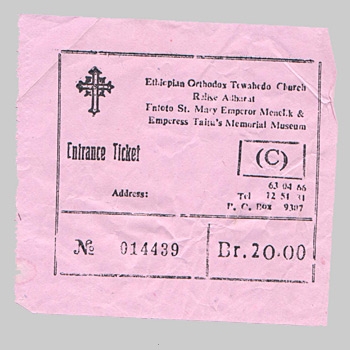 Ethiopian Orthodox Tewahedo Church
Ralise Adbarat
Entoto St. Mary Emperor Menelik &
Emperess Taitu's Memorial Museum
Entrance Ticket
(C)
Address:
63 04 66
Tel 12 51 31
P. O. Box 9307
№ 014439
Br. 20.00